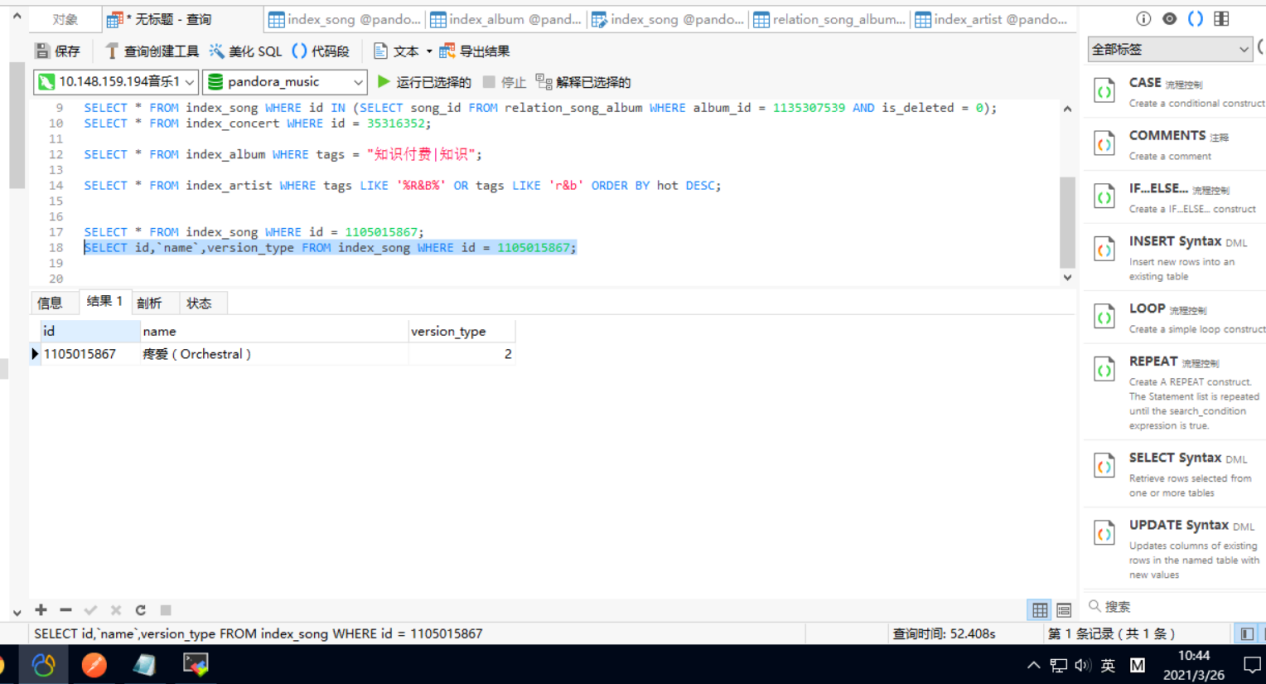 对象
* 无标题 - 查询
index_song @pando...
index_album @pand...
index_song @pando...
relation_song_album...
index_artist @pando...
保存
查询创建工具
美化 SQL
代码段
文本
导出结果
全部标签
10.148.159.194音乐1
pandora_music
运行已选择的
停止
解释已选择的
9 SELECT * FROM index_song WHERE id IN (SELECT song_id FROM relation_song_album WHERE album_id = 1135307539 AND is_deleted = 0);
10 SELECT * FROM index_concert WHERE id = 35316352;
11
12 SELECT * FROM index_album WHERE tags = "知识付费|知识";
13
14 SELECT * FROM index_artist WHERE tags LIKE '%R&B%' OR tags LIKE 'r&b' ORDER BY hot DESC;
15
16
17 SELECT * FROM index_song WHERE id = 1105015867;
18 SELECT id,`name`,version_type FROM index_song WHERE id = 1105015867;
19
20
信息
结果 1
剖析
状态
id name version_type
1105015867 疼爱 ( Orchestral ) 2
CASE 流程控制
Create a conditional construct
COMMENTS 注释
Create a comment
IF...ELSE... 流程控制
Create a IF...ELSE... construct
INSERT Syntax DML
Insert new rows into an
existing table
LOOP 流程控制
Create a simple loop construct
REPEAT 流程控制
Create A REPEAT construct.
The Statement list is repeated
until the search_condition
expression is true.
SELECT Syntax DML
Retrieve rows selected from
one or more tables
UPDATE Syntax DML
Updates columns of existing
rows in the named table with
new values
搜索
SELECT id,`name`,version_type FROM index_song WHERE id = 1105015867
查询时间: 52.408s
第 1 条记录 ( 共 1 条 )
英
M
10:44
2021/3/26